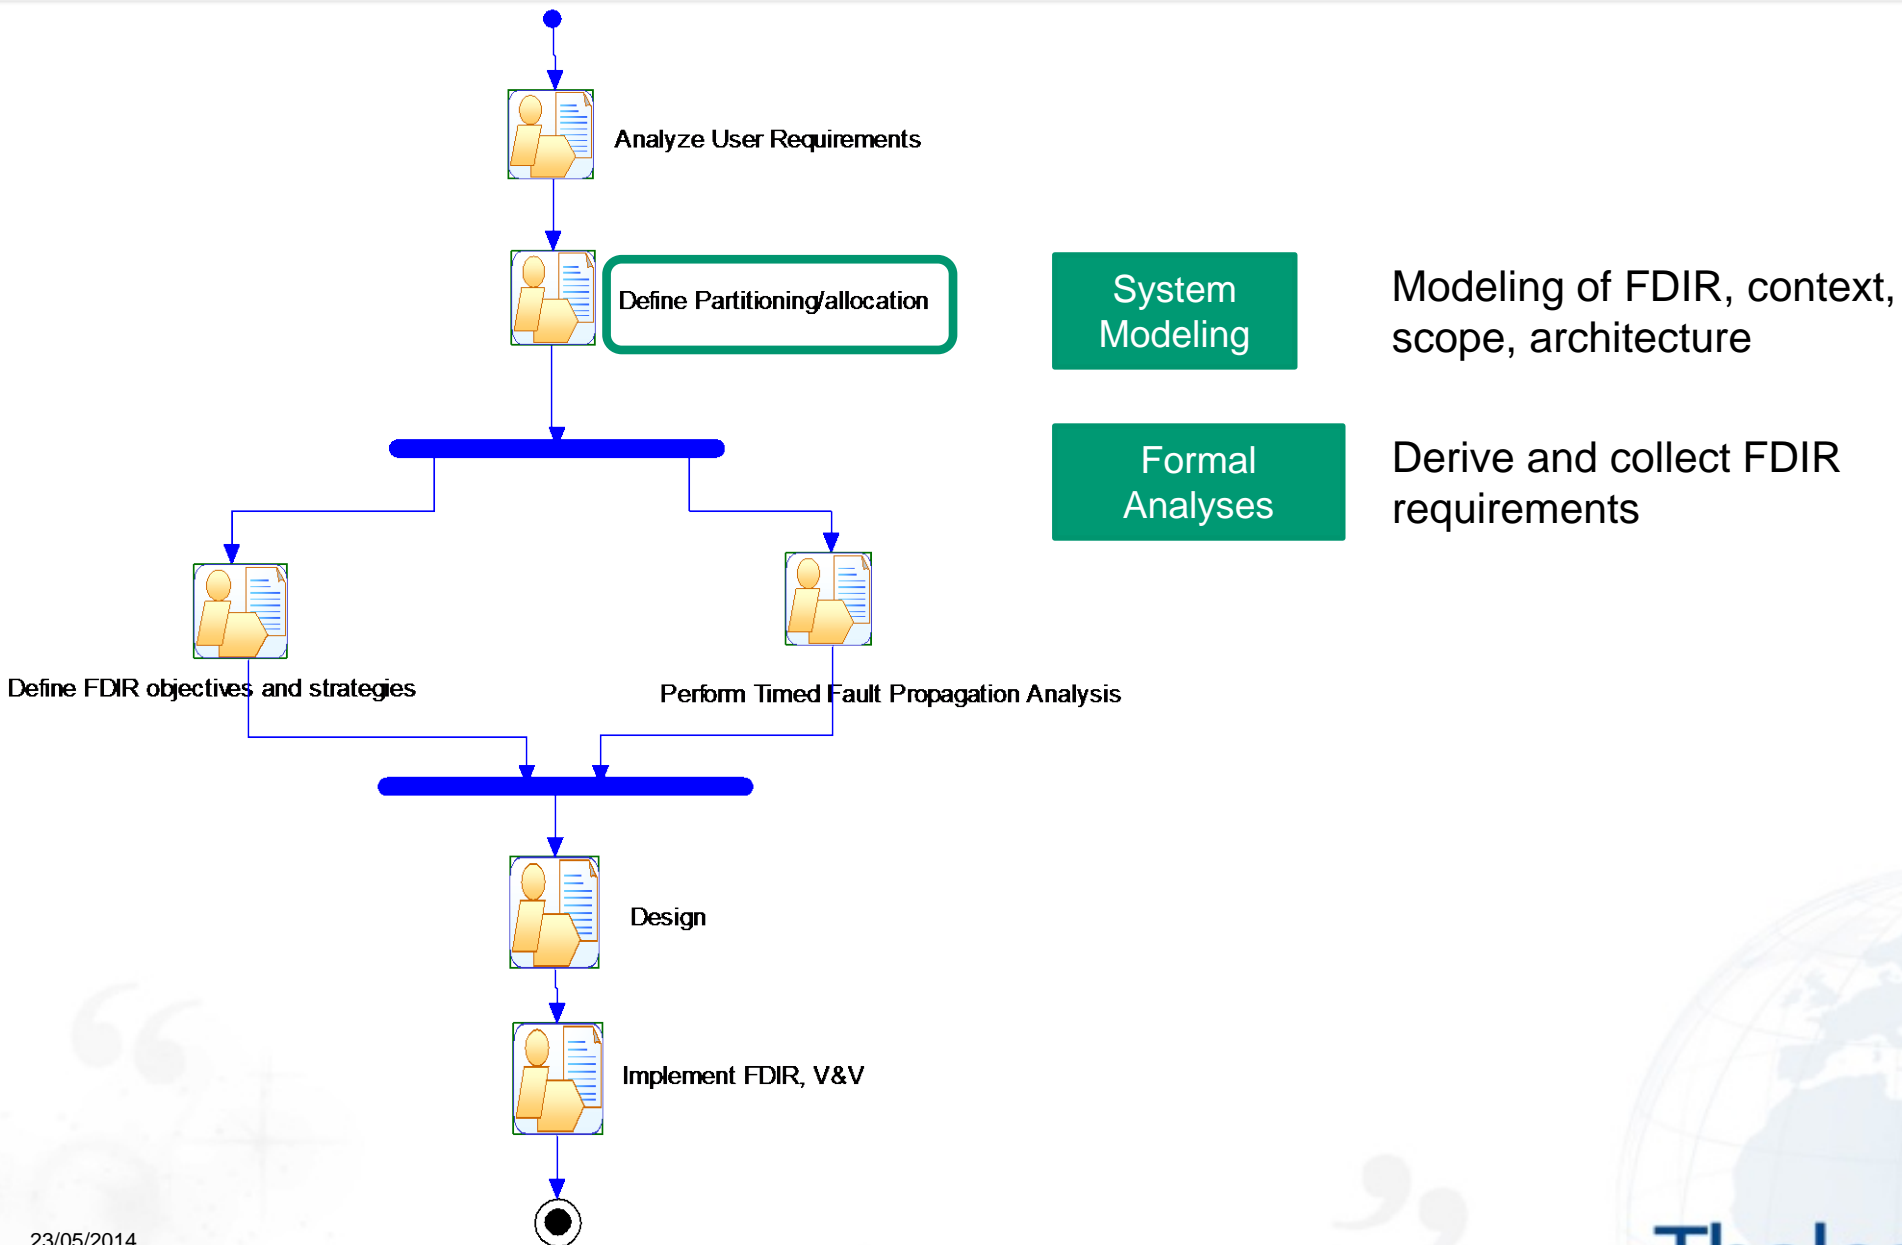 Analyze User Requirements
Define Partitioning/allocation
System
Modeling
Modeling of FDIR, context,
scope, architecture
Formal
Analyses
Derive and collect FDIR
requirements
Define FDIR objectives and strategies
Perform Timed Fault Propagation Analysis
Design
Implement FDIR, V&V
23/05/2014